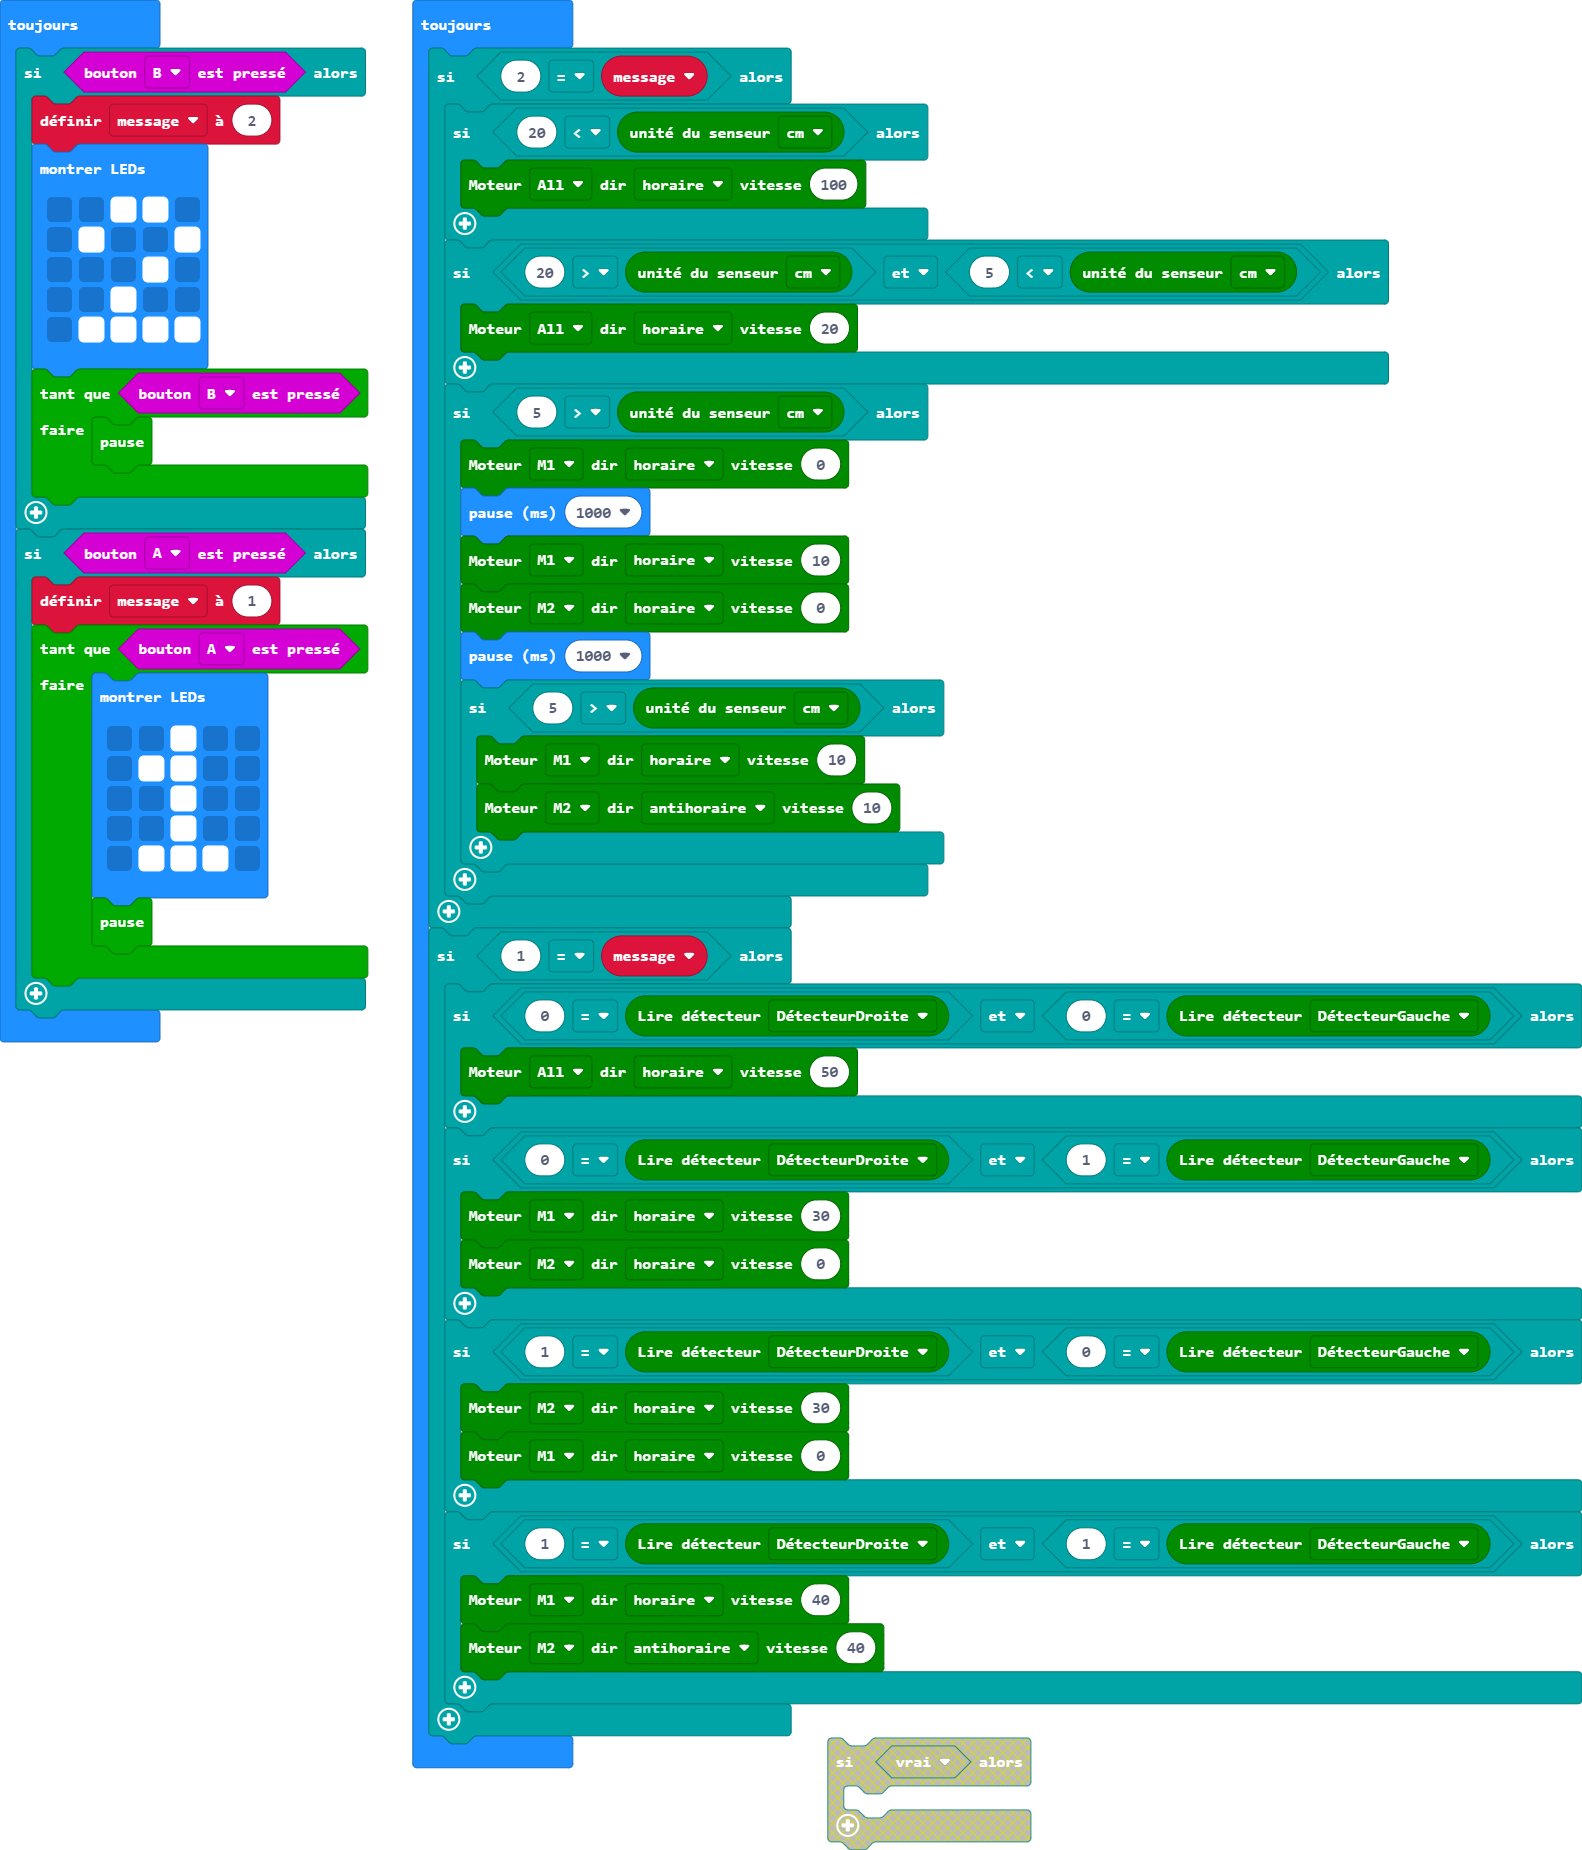 toujours
si bouton B est pressé alors
définir message à 2
montrer LEDs
tant que bouton B est pressé
faire
pause
si bouton A est pressé alors
définir message à 1
tant que bouton A est pressé
faire
montrer LEDs
pause
toujours
si 2 = message alors
si 20 < unité du senseur cm alors
Moteur All dir horaire vitesse 100
si 20 > unité du senseur cm et 5 < unité du senseur cm alors
Moteur All dir horaire vitesse 20
si 5 > unité du senseur cm alors
Moteur M1 dir horaire vitesse 0
pause (ms) 1000
Moteur M1 dir horaire vitesse 10
Moteur M2 dir horaire vitesse 0
pause (ms) 1000
si 5 > unité du senseur cm alors
Moteur M1 dir horaire vitesse 10
Moteur M2 dir antihoraire vitesse 10
si 1 = message alors
si 0 = Lire détecteur DétecteurDroite et 0 = Lire détecteur DétecteurGauche alors
Moteur All dir horaire vitesse 50
si 0 = Lire détecteur DétecteurDroite et 1 = Lire détecteur DétecteurGauche alors
Moteur M1 dir horaire vitesse 30
Moteur M2 dir horaire vitesse 0
si 1 = Lire détecteur DétecteurDroite et 0 = Lire détecteur DétecteurGauche alors
Moteur M2 dir horaire vitesse 30
Moteur M1 dir horaire vitesse 0
si 1 = Lire détecteur DétecteurDroite et 1 = Lire détecteur DétecteurGauche alors
Moteur M1 dir horaire vitesse 40
Moteur M2 dir antihoraire vitesse 40
si vrai alors